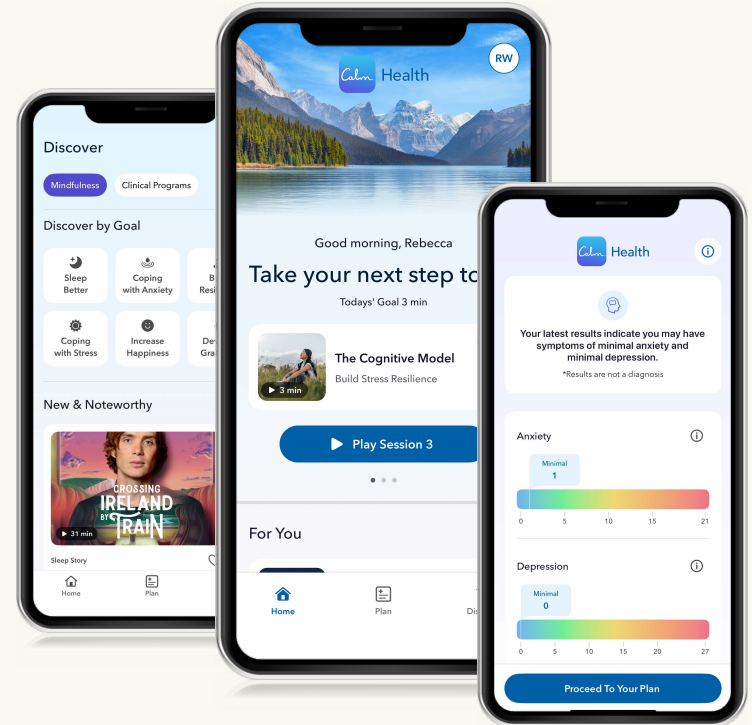 Discover
Mindfulness
Clinical Programs
Discover by Goal
Sleep
Better
Coping
with Anxiety
Coping
with Stress
Increase
Happiness
New & Noteworthy
CROSSING
IRELAND
BY TRAIN
31 min
Sleep Story
Home
Plan
Calm Health
RW
Good morning, Rebecca
Take your next step
Todays' Goal 3 min
3 min
The Cognitive Model
Build Stress Resilience
Play Session 3
For You
Home
Plan
Calm Health
Your latest results indicate you may have
symptoms of minimal anxiety and
minimal depression.
*Results are not a diagnosis
Anxiety
Minimal
1
0 5 10 15 21
Depression
Minimal
0
0 5 10 15 20 27
Proceed To Your Plan